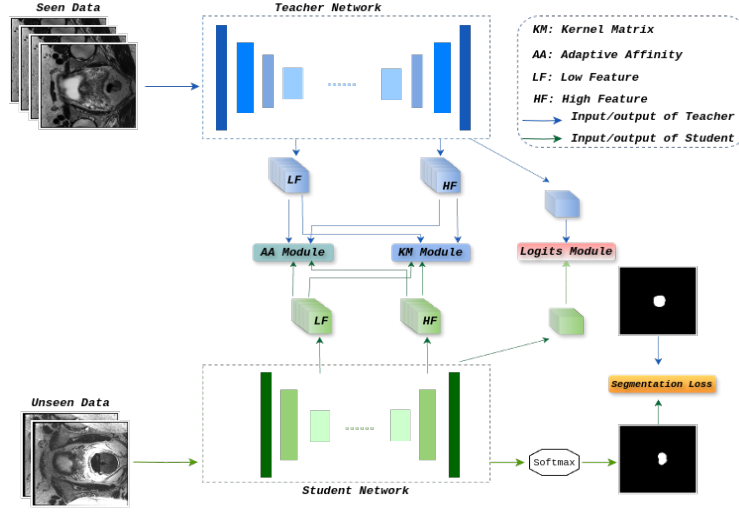 Seen Data
Teacher Network
KM: Kernel Matrix
AA: Adaptive Affinity
LF: Low Feature
HF: High Feature
Input/output of Teacher
Input/output of Student
LF
HF
AA Module
KM Module
Logits Module
LF
HF
Segmentation Loss
Unseen Data
Softmax
Student Network